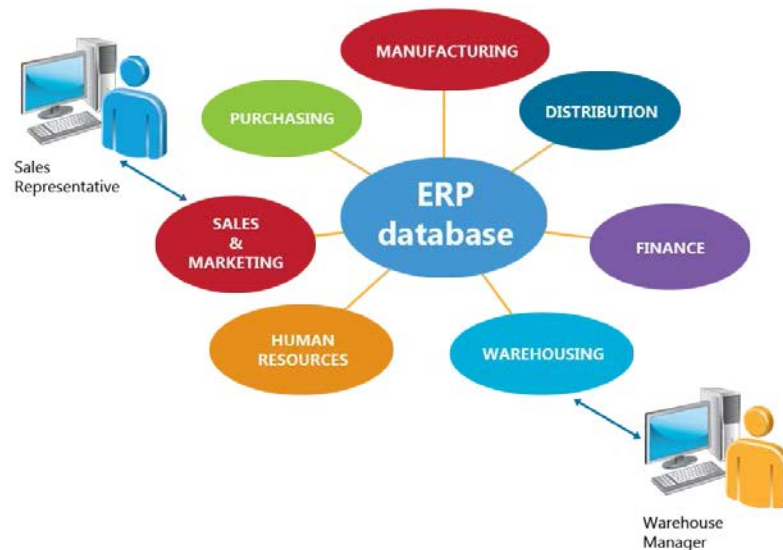 MANUFACTURING
PURCHASING
DISTRIBUTION
Sales
Representative
ERP
database
SALES
&
MARKETING
FINANCE
HUMAN
RESOURCES
WAREHOUSING
Warehouse
Manager